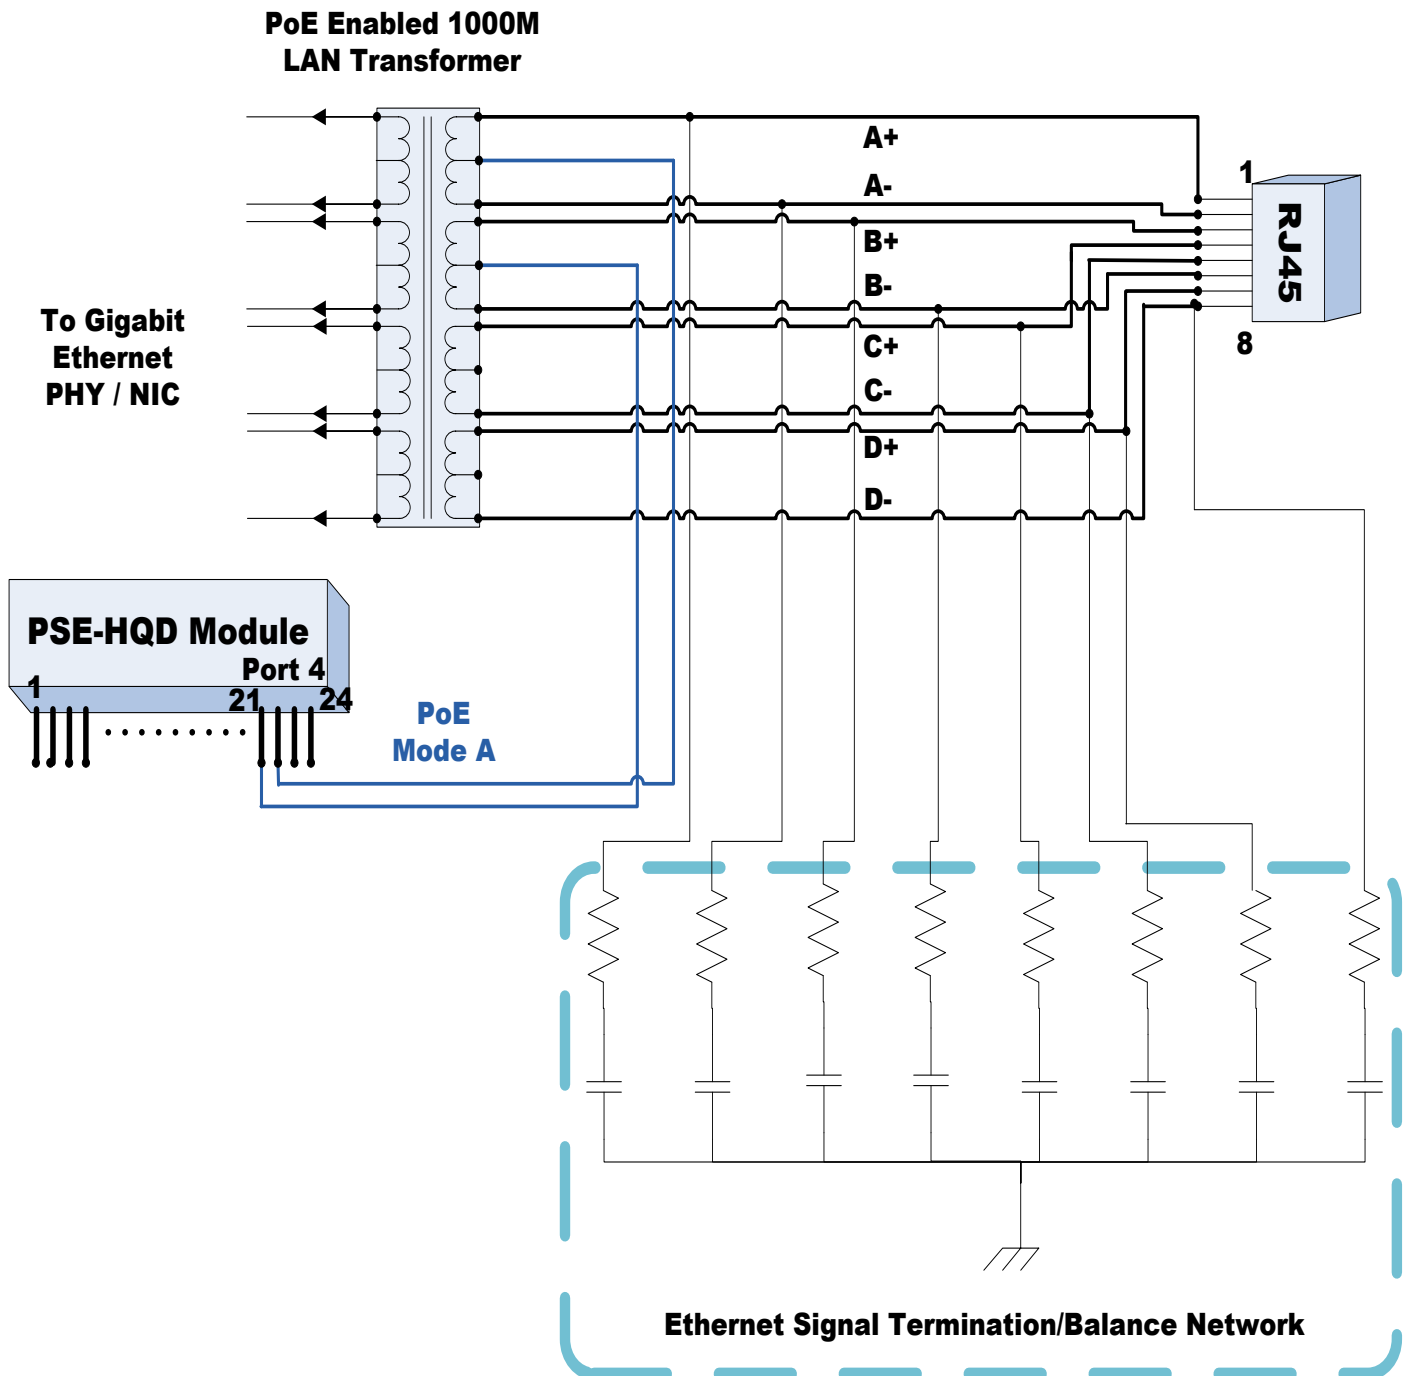 PoE Enabled 1000M
LAN Transformer
A+
A-
B+
B-
C+
C-
D+
D-
1
RJ45
8
To Gigabit
Ethernet
PHY / NIC
PSE-HQD Module
Port 4
1
21
24
PoE
Mode A
Ethernet Signal Termination/Balance Network